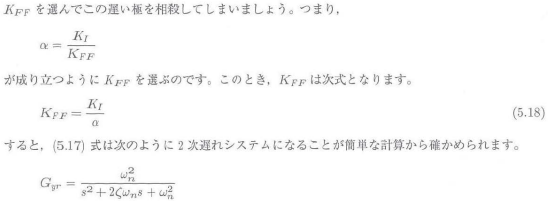 K_{FF} を選んでこの遅い極を相殺してしまいましょう。つまり,
α = \frac{K_I}{K_{FF}}
が成り立つように K_{FF} を選ぶのです。このとき, K_{FF} は次式となります。
K_{FF} = \frac{K_I}{α} (5.18)
すると, (5.17) 式は次のように 2 次遅れシステムになることが簡単な計算から確かめられます。
G_{yr} = \frac{ω_n^2}{s^2 + 2ζω_n s + ω_n^2}